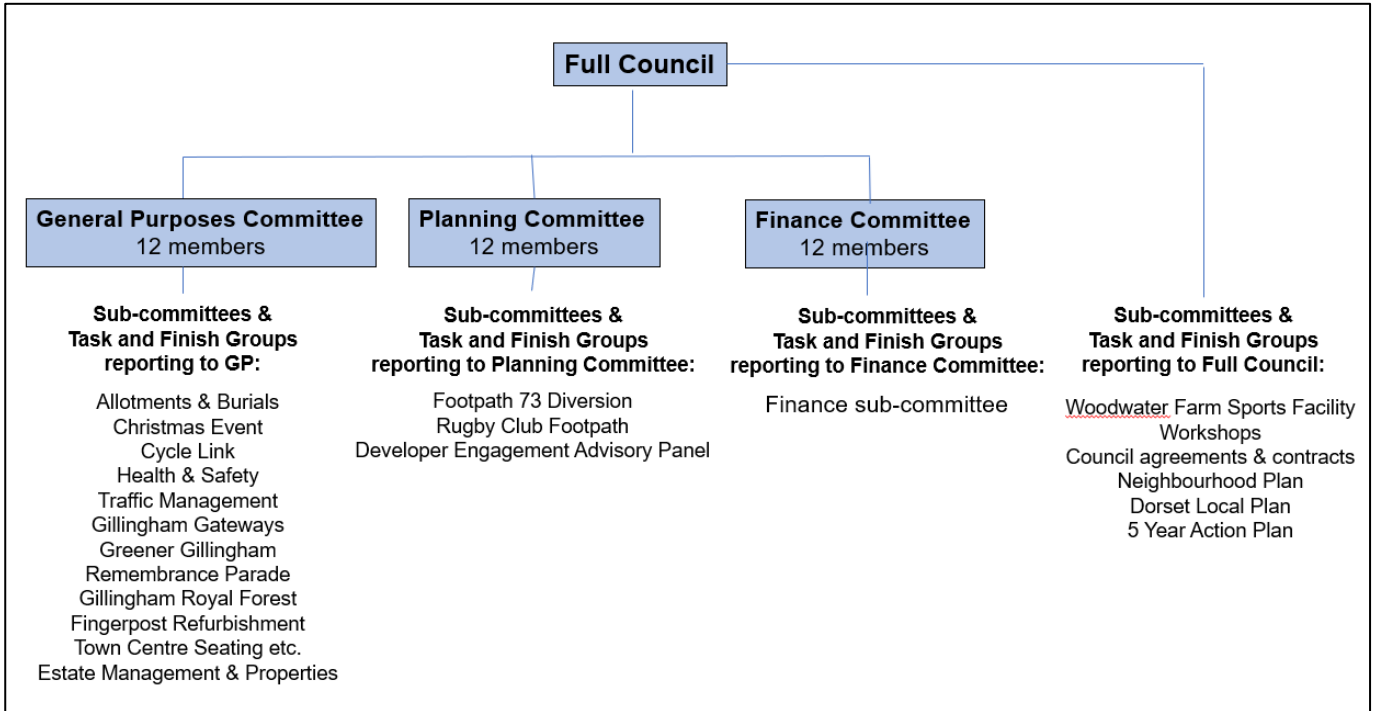 Full Council
General Purposes Committee
12 members
Planning Committee
12 members
Finance Committee
12 members
Sub-committees &
Task and Finish Groups
reporting to GP:
Allotments & Burials
Christmas Event
Cycle Link
Health & Safety
Traffic Management
Gillingham Gateways
Greener Gillingham
Remembrance Parade
Gillingham Royal Forest
Fingerpost Refurbishment
Town Centre Seating etc.
Estate Management & Properties
Sub-committees &
Task and Finish Groups
reporting to Planning Committee:
Footpath 73 Diversion
Rugby Club Footpath
Developer Engagement Advisory Panel
Sub-committees &
Task and Finish Groups
reporting to Finance Committee:
Finance sub-committee
Sub-committees &
Task and Finish Groups
reporting to Full Council:
Woodwater Farm Sports Facility
Workshops
Council agreements & contracts
Neighbourhood Plan
Dorset Local Plan
5 Year Action Plan